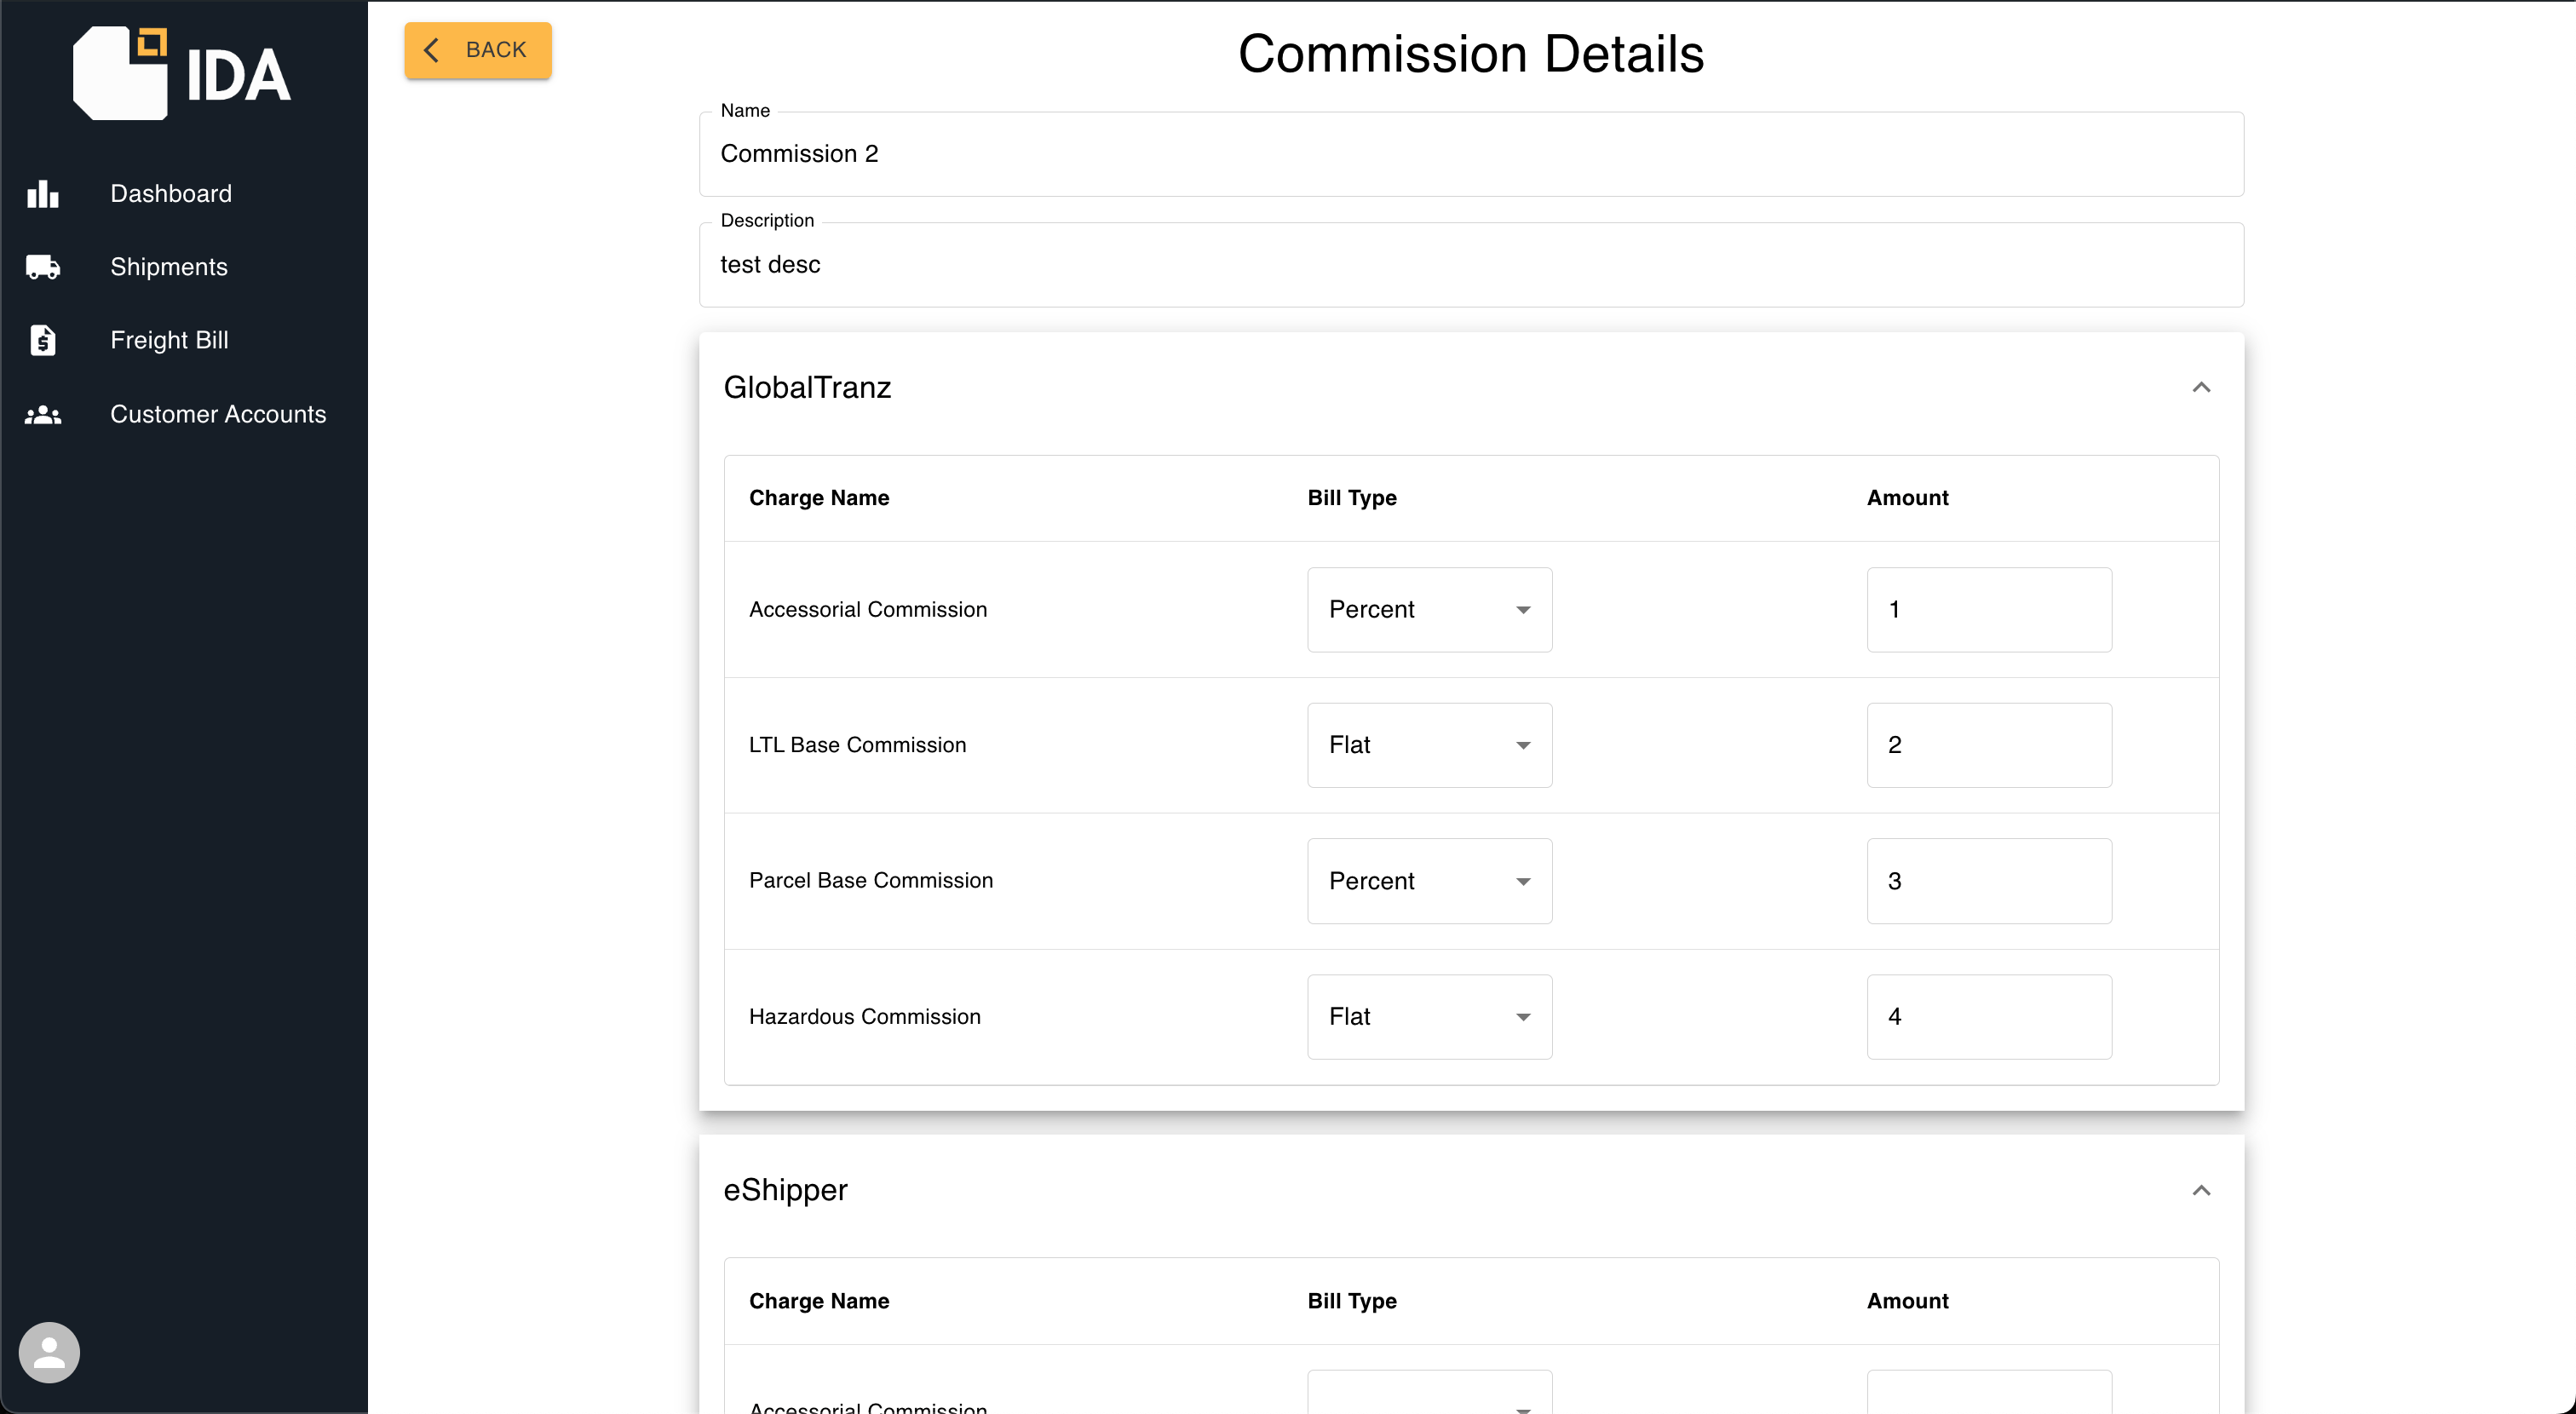 IDA
Dashboard
Shipments
Freight Bill
Customer Accounts
BACK
Commission Details
Name
Commission 2
Description
test desc
GlobalTranz
Charge Name Bill Type Amount
Accessorial Commission Percent 1
LTL Base Commission Flat 2
Parcel Base Commission Percent 3
Hazardous Commission Flat 4
eShipper
Charge Name Bill Type Amount
Accessorial Commission